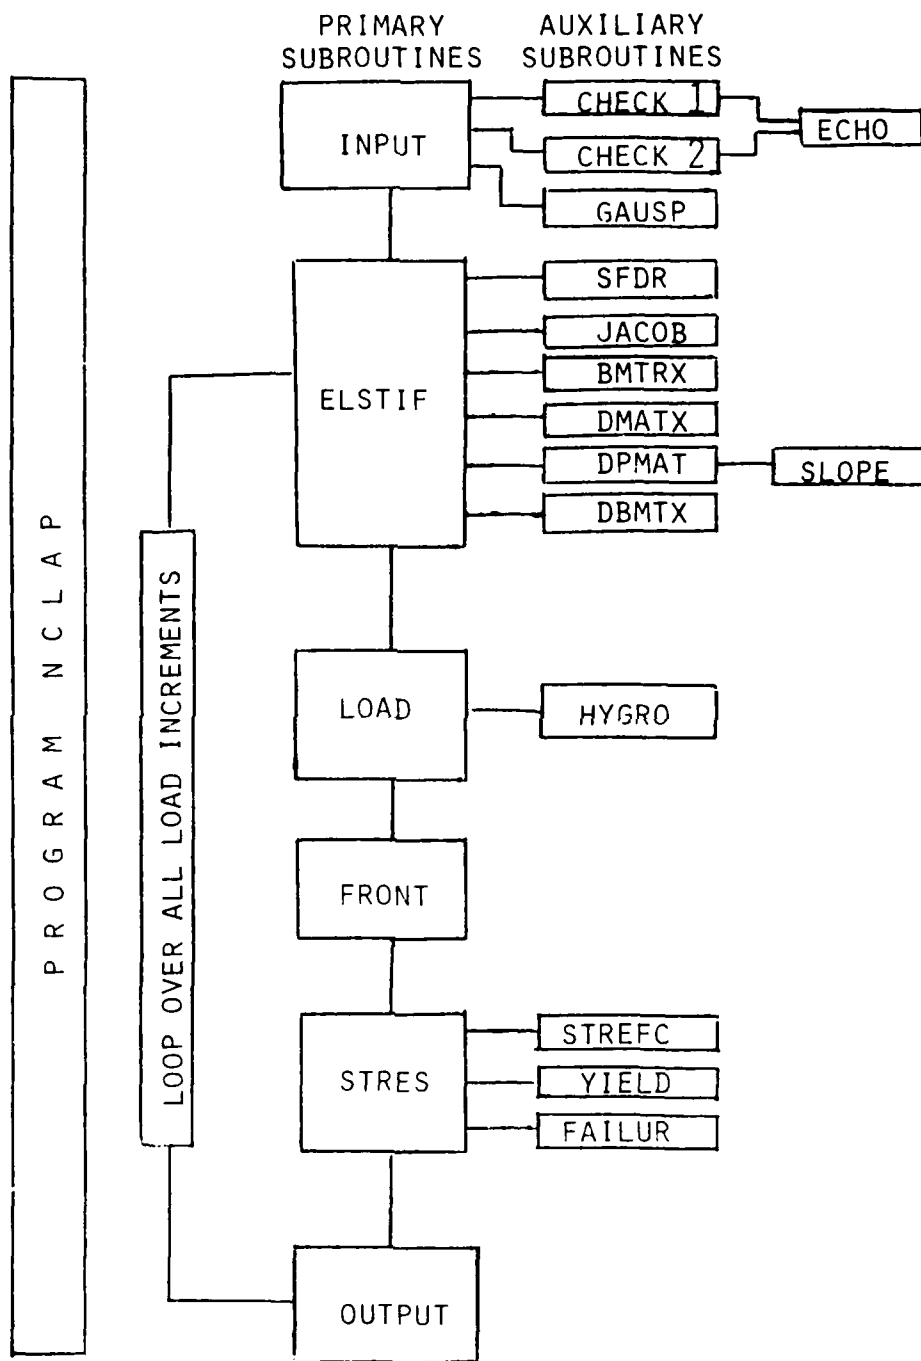 PRIMARY
SUBROUTINES
AUXILIARY
SUBROUTINES
PROGRAM NCLAP
LOOP OVER ALL LOAD INCREMENTS
INPUT
CHECK 1
CHECK 2
GAUSP
ECHO
ELSTIF
SFDR
JACOB
BMTRX
DMATX
DPMAT
DBMTX
SLOPE
LOAD
HYGRO
FRONT
STRES
STREFC
YIELD
FAILUR
OUTPUT